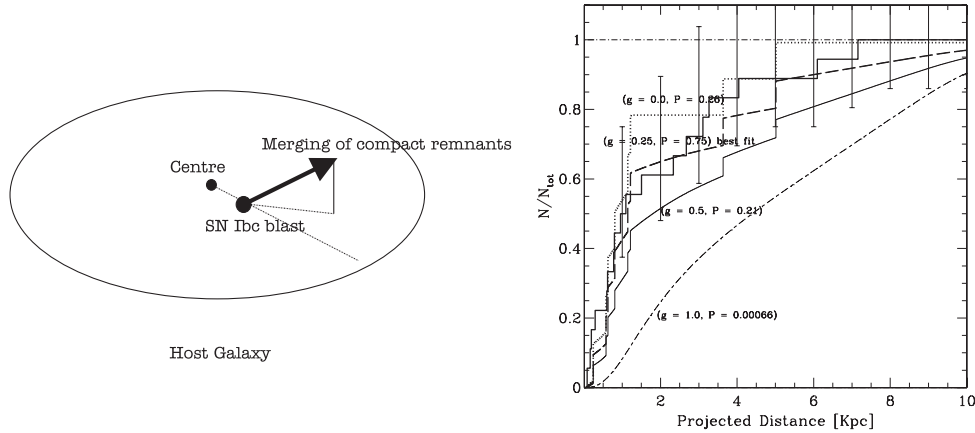 Merging of compact remnants
Centre
SN Ibc blast
Host Galaxy
N/Ntot
1
0.8
0.6
0.4
0.2
0
(g = 0.0, P = 0.26)
(g = 0.25, P = 0.75) best fit
(g = 0.5, P = 0.21)
(g = 1.0, P = 0.00066)
2 4 6 8 10
Projected Distance [Kpc]